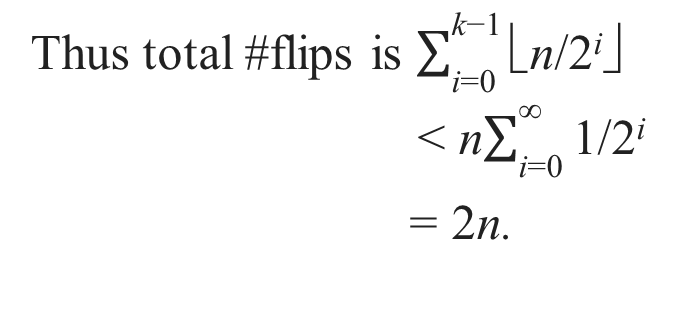 Thus total #flips is ∑_{i=0}^{k−1} ⌊n/2^i⌋
< n∑_{i=0}^{∞} 1/2^i
= 2n.